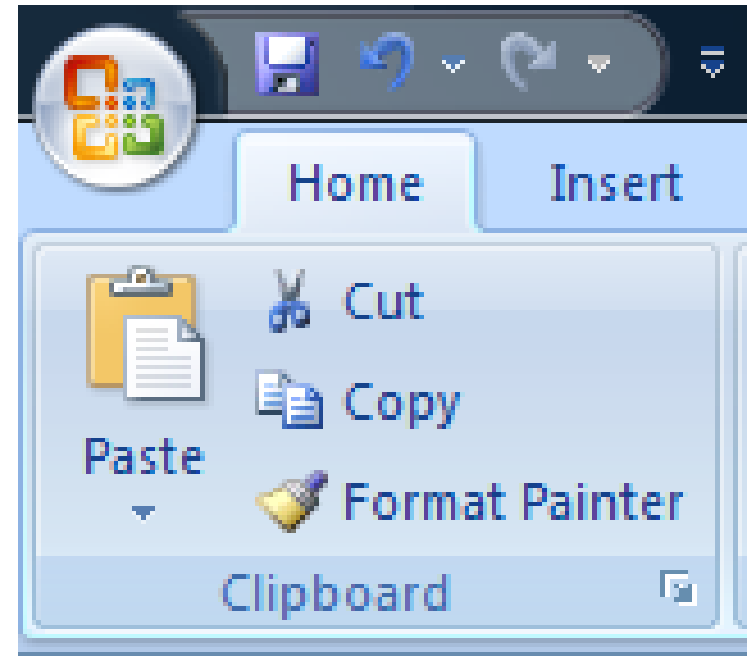 Home Insert
Cut
Copy
Paste
Format Painter
Clipboard